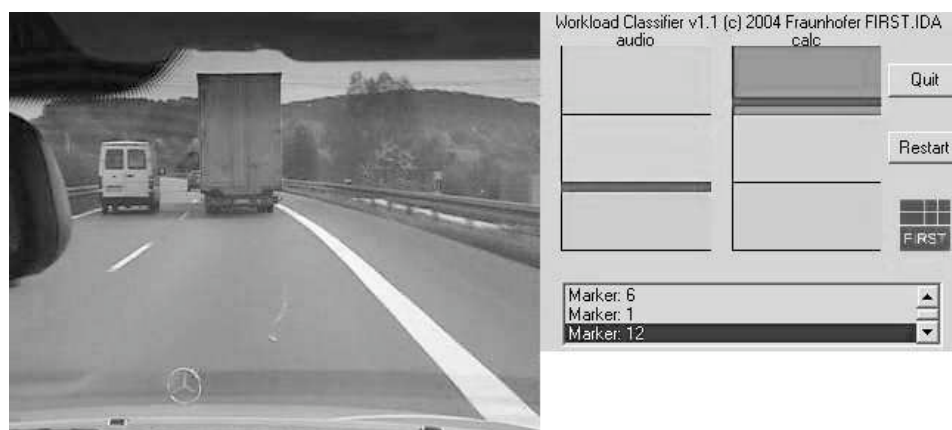 Workload Classifier v1.1 (c) 2004 Fraunhofer FIRST.IDA
audio
calc
Quit
Restart
FIRST
Marker: 6
Marker: 1
Marker: 12